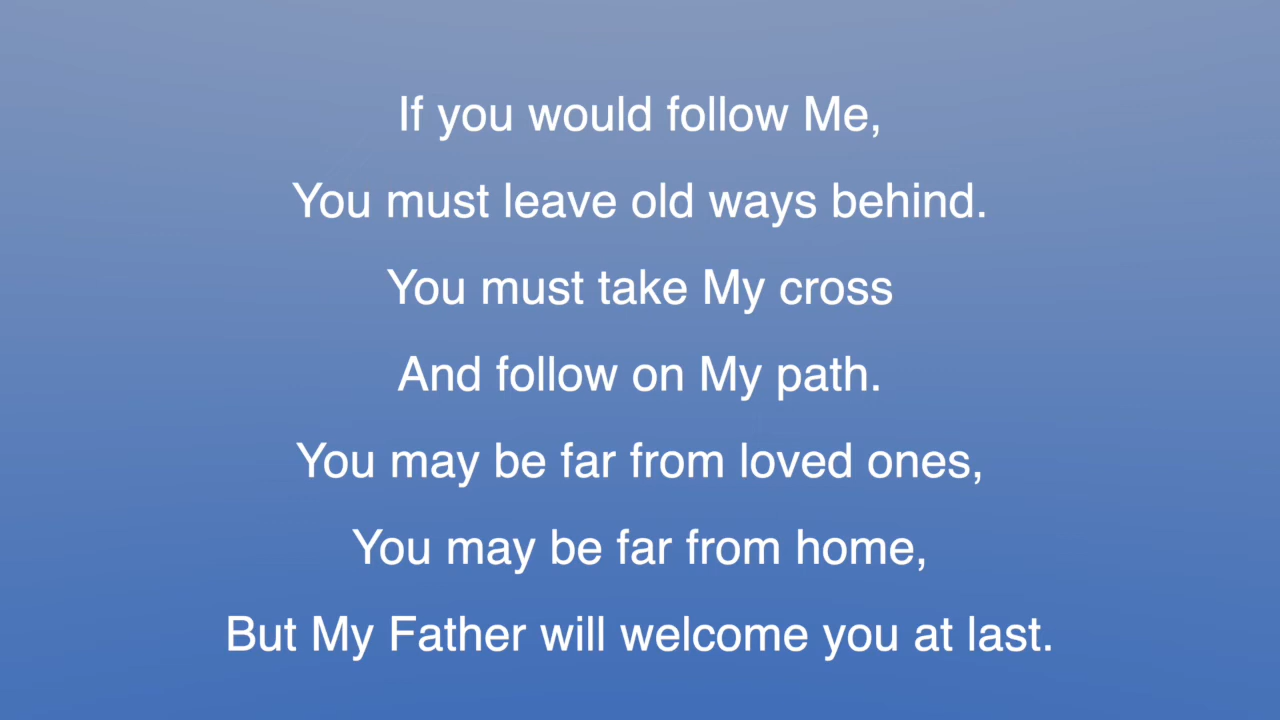 If you would follow Me,
You must leave old ways behind.
You must take My cross
And follow on My path.
You may be far from loved ones,
You may be far from home,
But My Father will welcome you at last.